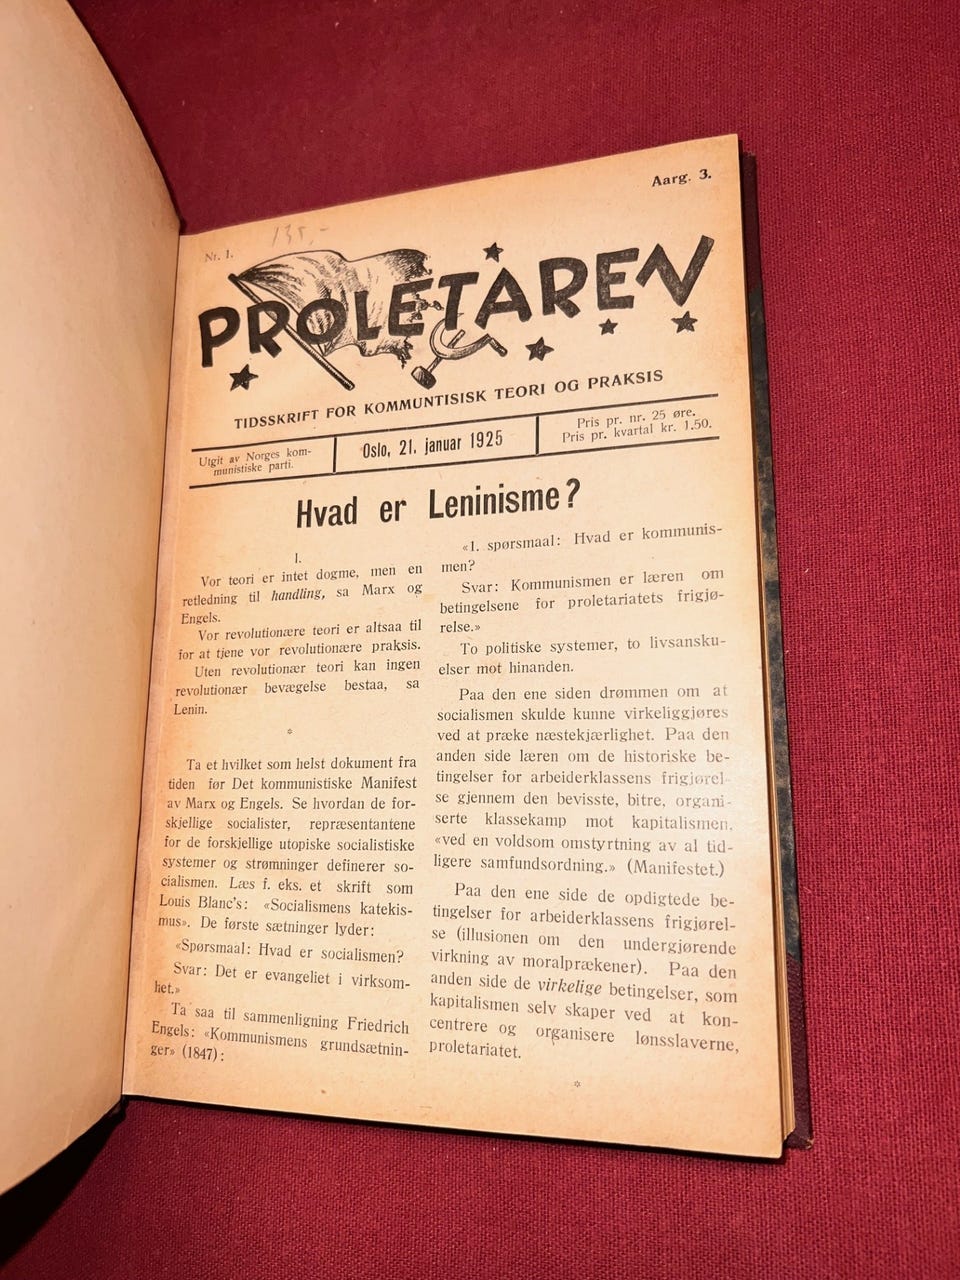 Aarg. 3.
135,-
Nr. 1.
PROLETAREN
TIDSSKRIFT FOR KOMMUNTISISK TEORI OG PRAKSIS
Utgit av Norges kom-
munistiske parti.
Oslo, 21. januar 1925
Pris pr. nr. 25 øre.
Pris pr. kvartal kr. 1.50.
Hvad er Leninisme?
I.
Vor teori er intet dogme, men en
retledning til handling, sa Marx og
Engels.
Vor revolutionære teori er altsaa til
for at tjene vor revolutionære praksis.
Uten revolutionær teori kan ingen
revolutionær bevægelse bestaa, sa
Lenin.
*
Ta et hvilket som helst dokument fra
tiden før Det kommunistiske Manifest
av Marx og Engels. Se hvordan de for-
skjellige socialister, repræsentantene
for de forskjellige utopiske socialistiske
systemer og strømninger definerer so-
cialismen. Læs f. eks. et skrift som
Louis Blanc's: «Socialismens katekis-
mus». De første sætninger lyder:
«Spørsmaal: Hvad er socialismen?
Svar: Det er evangeliet i virksom-
het.»
Ta saa til sammenligning Friedrich
Engels: «Kommunismens grundsætnin-
ger» (1847):
«1. spørsmaal: Hvad er kommunis-
men?
Svar: Kommunismen er læren om
betingelsene for proletariatets frigjø-
relse.»
To politiske systemer, to livsansku-
elser mot hinanden.
Paa den ene siden drømmen om at
socialismen skulde kunne virkeliggjøres
ved at præke næstekjærlighet. Paa den
anden side læren om de historiske be-
tingelser for arbeiderklassens frigjørel-
se gjennem den bevisste, bitre, organi-
serte klassekamp mot kapitalismen,
«ved en voldsom omstyrtning av al tid-
ligere samfundsordning.» (Manifestet.)
Paa den ene side de opdigtede be-
tingelser for arbeiderklassens frigjørel-
se (illusionen om den undergjørende
virkning av moralprækener). Paa den
anden side de virkelige betingelser, som
kapitalismen selv skaper ved at kon-
centrere og organisere lønsslaverne,
proletariatet.
*